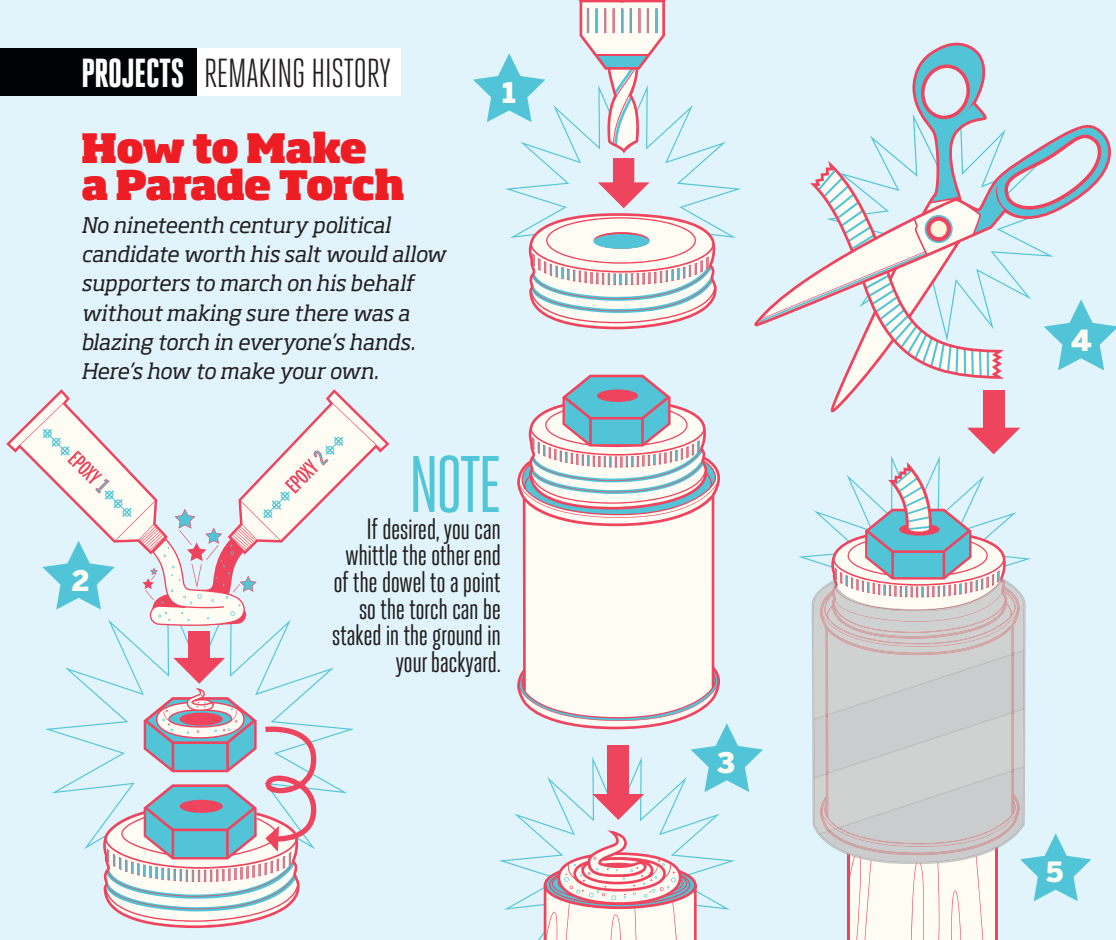 PROJECTS REMAKING HISTORY
How to Make
a Parade Torch
No nineteenth century political
candidate worth his salt would allow
supporters to march on his behalf
without making sure there was a
blazing torch in everyone's hands.
Here's how to make your own.
1
EPOXY 1
EPOXY 2
2
NOTE
If desired, you can
whittle the other end
of the dowel to a point
so the torch can be
staked in the ground in
your backyard.
3
4
5